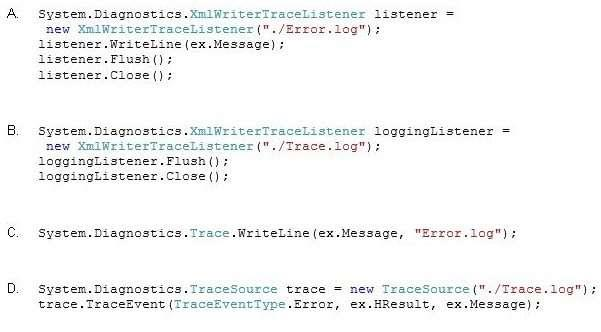 A. System.Diagnostics.XmlWriterTraceListener listener =
new XmlWriterTraceListener("./Error.log");
listener.WriteLine(ex.Message);
listener.Flush();
listener.Close();
B. System.Diagnostics.XmlWriterTraceListener loggingListener =
new XmlWriterTraceListener("./Trace.log");
loggingListener.Flush();
loggingListener.Close();
C. System.Diagnostics.Trace.WriteLine(ex.Message, "Error.log");
D. System.Diagnostics.TraceSource trace = new TraceSource("./Trace.log");
trace.TraceEvent(TraceEventType.Error, ex.HResult, ex.Message);